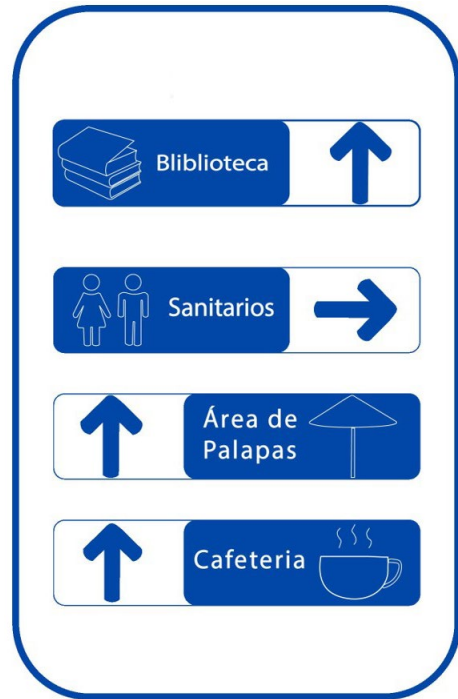 Bliblioteca
Sanitarios
Área de
Palapas
Cafeteria